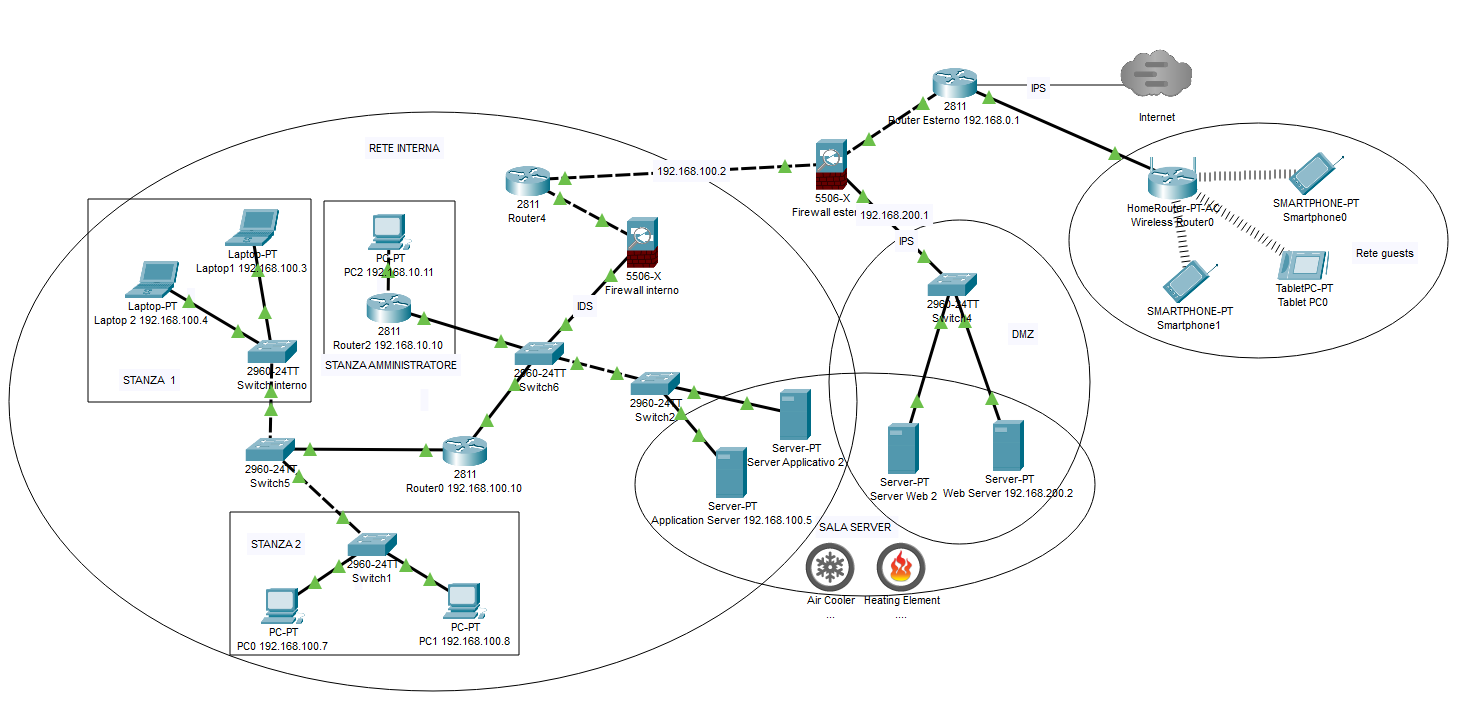 IPS
Internet
2811
Router Esterno 192.168.0.1
RETE INTERNA
192.168.100.2
5506-X
Firewall ester
192.168.200.1
IPS
HomeRouter-PT-AC
Wireless Router0
SMARTPHONE-PT
Smartphone0
Rete guests
TabletPC-PT
Tablet PC0
SMARTPHONE-PT
Smartphone1
2811
Router4
5506-X
Firewall interno
IDS
Laptop-PT
Laptop1 192.168.100.3
Laptop-PT
Laptop 2 192.168.100.4
PC-PT
PC2 192.168.10.11
2811
Router2 192.168.10.10
STANZA AMMINISTRATORE
STANZA 1
2960-24TT
Switch interno
2960-24TT
Switch6
2960-24TT
Switch2
2960-24TT
Switch4
DMZ
2960-24TT
Switch5
2811
Router0 192.168.100.10
Server-PT
Server Applicativo 2
Server-PT
Application Server 192.168.100.5
Server-PT
Server Web 2
Server-PT
Web Server 192.168.200.2
SALA SERVER
Air Cooler
...
Heating Element
....
STANZA 2
2960-24TT
Switch1
PC-PT
PC0 192.168.100.7
PC-PT
PC1 192.168.100.8